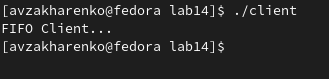 [avzakharenko@fedora lab14]$ ./client
FIFO Client...
[avzakharenko@fedora lab14]$